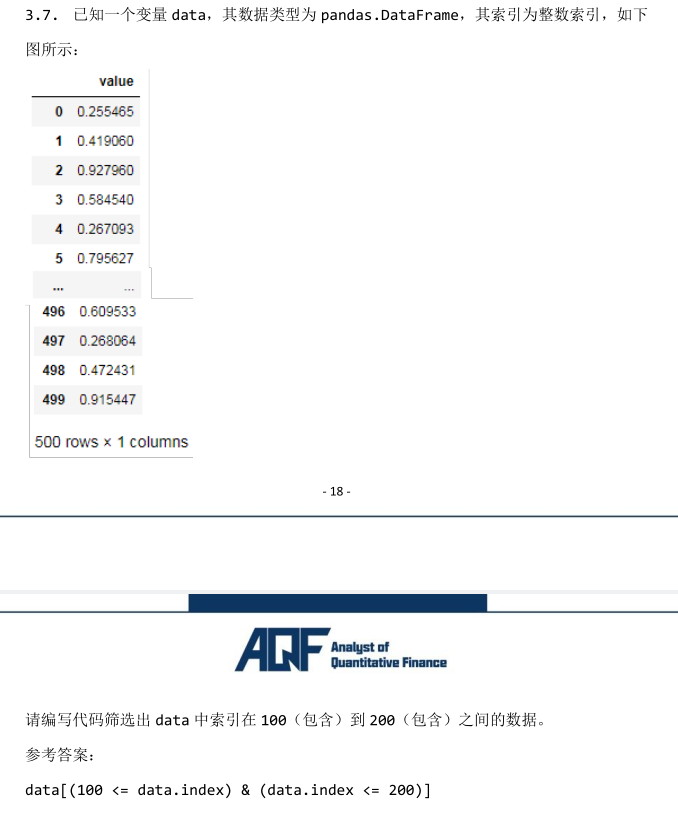 3.7. 已知一个变量 data，其数据类型为 pandas.DataFrame，其索引为整数索引，如下
图所示：
value
0 0.255465
1 0.419060
2 0.927960
3 0.584540
4 0.267093
5 0.795627
... ...
496 0.609533
497 0.268064
498 0.472431
499 0.915447
500 rows × 1 columns
- 18 -
AQF Analyst of
Quantitative Finance
请编写代码筛选出 data 中索引在 100（包含）到 200（包含）之间的数据。
参考答案：
data[(100 <= data.index) & (data.index <= 200)]